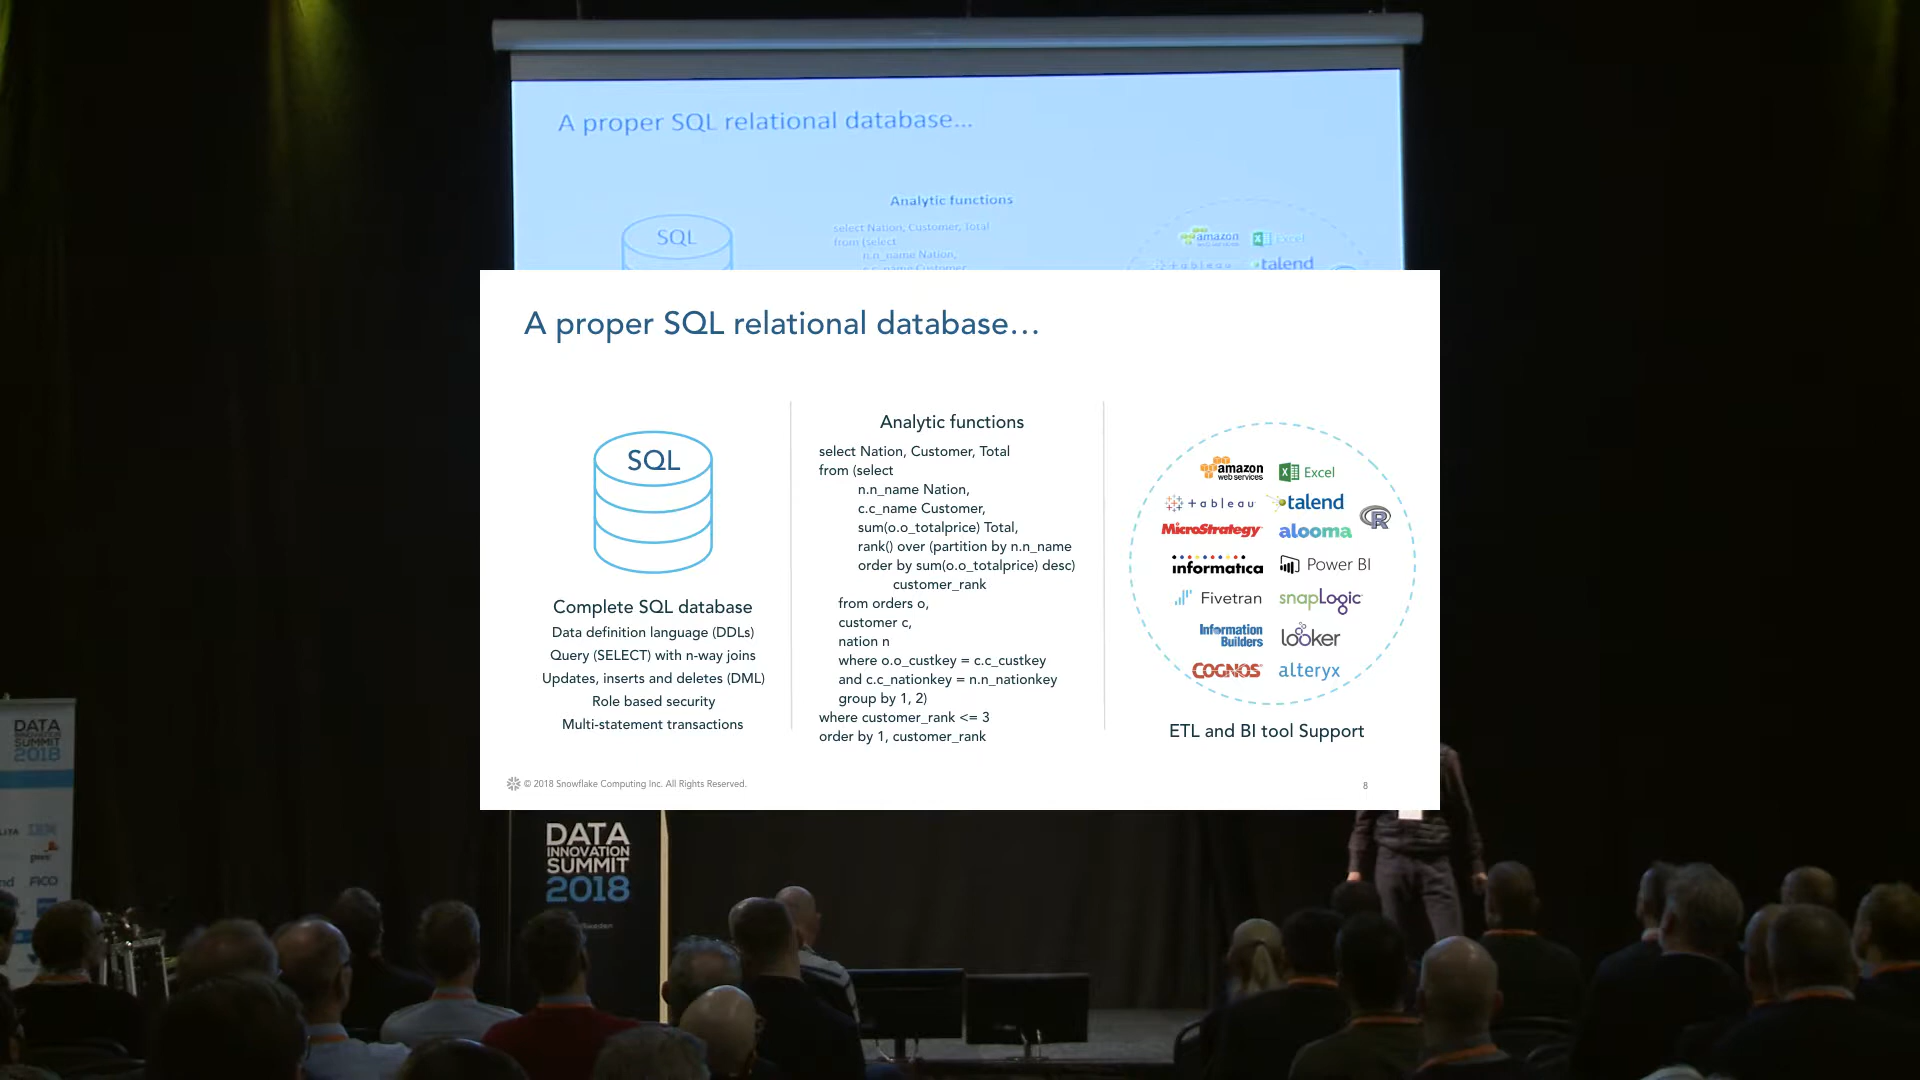 A proper SQL relational database...
Analytic functions
SQL
select Nation, Customer, Total
from (select
n.n_name Nation,
c.c_name Customer
amazon
Excel
tableau
talend
A proper SQL relational database...
SQL
Complete SQL database
Data definition language (DDLs)
Query (SELECT) with n-way joins
Updates, inserts and deletes (DML)
Role based security
Multi-statement transactions
Analytic functions
select Nation, Customer, Total
from (select
n.n_name Nation,
c.c_name Customer,
sum(o.o_totalprice) Total,
rank() over (partition by n.n_name
order by sum(o.o_totalprice) desc)
customer_rank
from orders o,
customer c,
nation n
where o.o_custkey = c.c_custkey
and c.c_nationkey = n.n_nationkey
group by 1, 2)
where customer_rank <= 3
order by 1, customer_rank
amazon
web services
Excel
tableau
talend
R
MicroStrategy
alooma
informatica
Power BI
Fivetran
snapLogic
Information
Builders
looker
COGNOS
alteryx
ETL and BI tool Support
© 2018 Snowflake Computing Inc. All Rights Reserved.
8
DATA
INNOVATION
SUMMIT
2018
IBM
pwc
FICO
DATA
INNOVATION
SUMMIT
2018